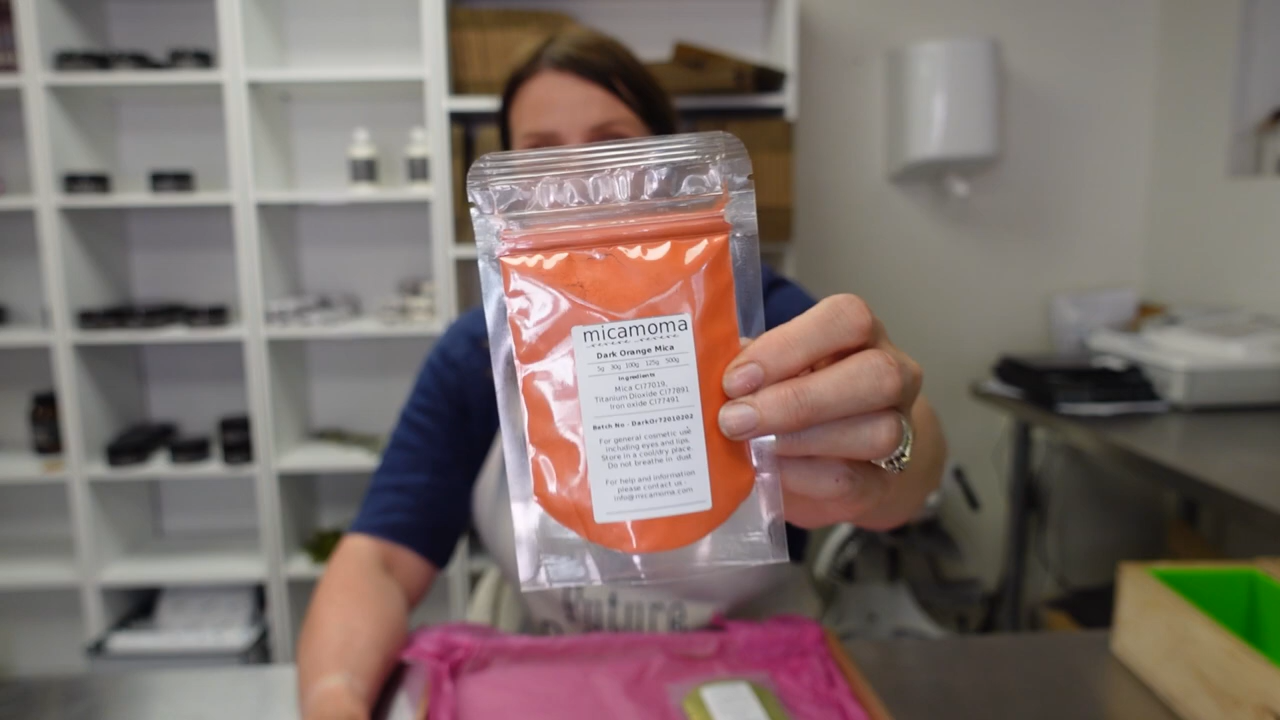 micamoma
Dark Orange Mica
5g 30g 100g 125g 500g
Ingredients
Mica CI77019,
Titanium Dioxide CI77891
Iron oxide CI77491
Batch No - DarkOr72010202
For general cosmetic use
including eyes and lips.
Store in a cool/dry place.
Do not breathe in dust
For help and information
please contact us -
info@micamoma.com
Future